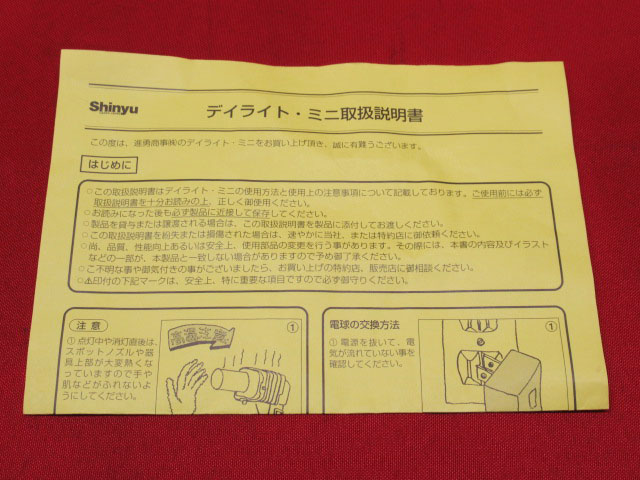 Shinyu
デイライト・ミニ取扱説明書
この度は、進勇商事㈱のデイライト・ミニをお買い上げ頂き、誠に有難うございます。
はじめに
○この取扱説明書はデイライト・ミニの使用方法と使用上の注意事項について記載しております。ご使用前には必ず
取扱説明書を十分お読みの上、正しく御使用ください。
○お読みになった後も必ず製品に近接して保存してください。
○製品を貸与または譲渡される場合は、この取扱説明書を製品に添付してお渡しください。
○この取扱説明書を紛失または損傷された場合は、速やかに当社、または特約店に御依頼ください。
○尚、品質、性能向上あるいは安全上、使用部品の変更を行う事があります。その際には、本書の内容及びイラスト
などの一部が、本製品と一致しない場合がありますので予め御了承ください。
○ご不明な事や御気付きの事がございましたら、お買い上げの特約店、販売店に御相談ください。
○⚠印付の下記マークは、安全上、特に重要な項目ですので必ず御守りください。
注意
①点灯中や消灯直後は、
スポットノズルや器
具上部が大変熱くな
っていますので手や
肌などがふれないよ
うにしてください。
高温注意
①
電球の交換方法
①電源を抜いて、電
気が流れていない事を
確認してください。
①